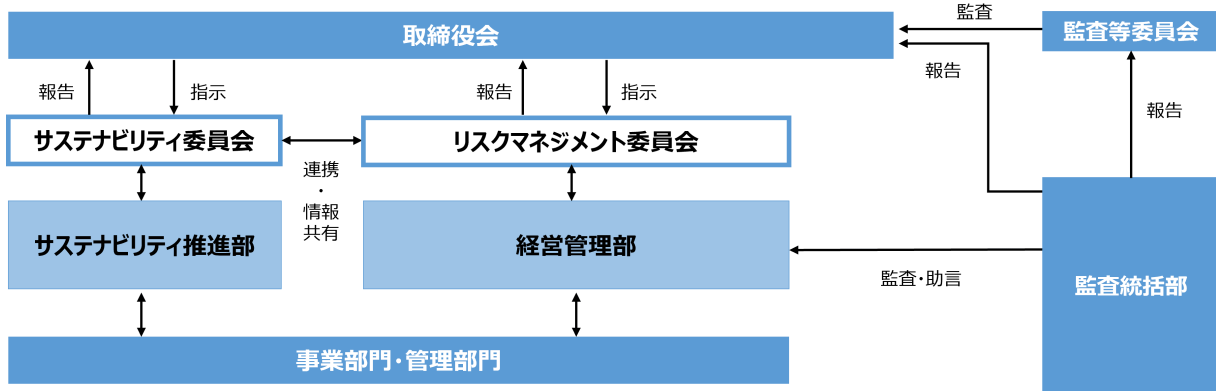 監査
取締役会
監査等委員会
報告
報告
指示
報告
指示
報告
サステナビリティ委員会
リスクマネジメント委員会
連携
・
情報
共有
サステナビリティ推進部
経営管理部
監査・助言
監査統括部
事業部門・管理部門